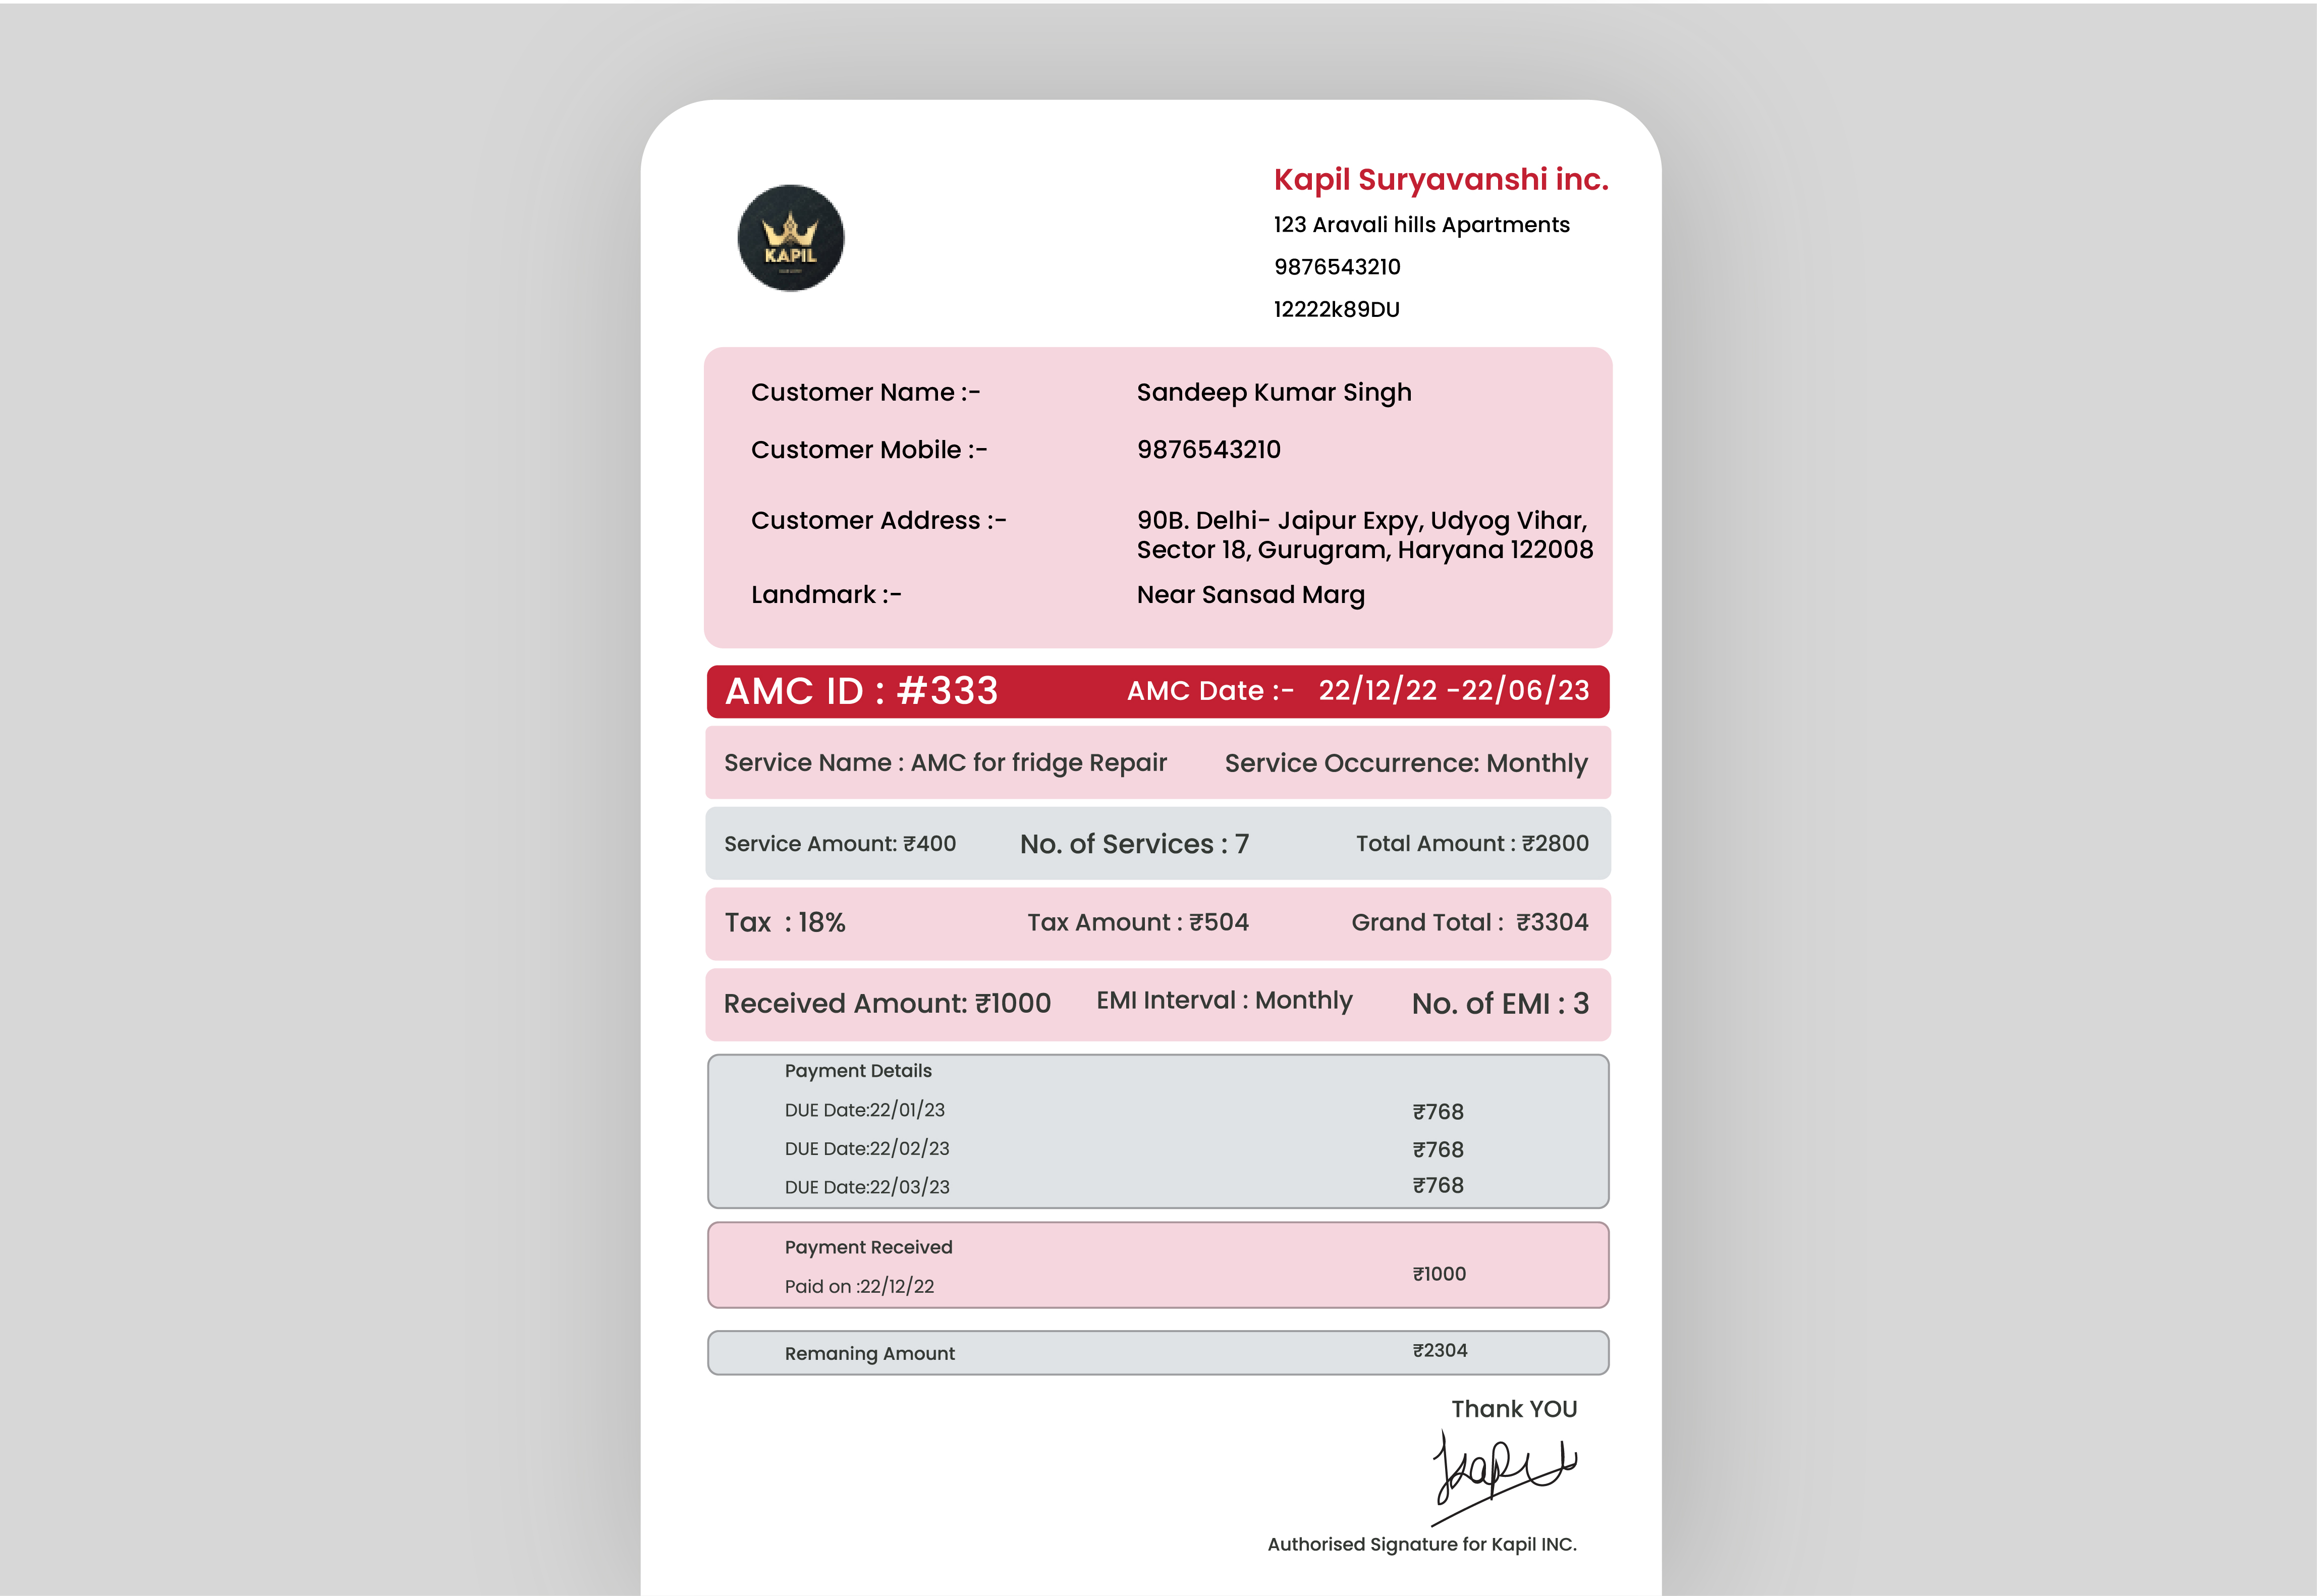 KAPIL
Kapil Suryavanshi inc.
123 Aravali hills Apartments
9876543210
12222k89DU
Customer Name :- Sandeep Kumar Singh
Customer Mobile :- 9876543210
Customer Address :- 90B. Delhi- Jaipur Expy, Udyog Vihar,
Sector 18, Gurugram, Haryana 122008
Landmark :- Near Sansad Marg
AMC ID : #333 AMC Date :- 22/12/22 -22/06/23
Service Name : AMC for fridge Repair Service Occurrence: Monthly
Service Amount: ₹400 No. of Services : 7 Total Amount : ₹2800
Tax : 18% Tax Amount : ₹504 Grand Total : ₹3304
Received Amount: ₹1000 EMI Interval : Monthly No. of EMI : 3
Payment Details
DUE Date:22/01/23 ₹768
DUE Date:22/02/23 ₹768
DUE Date:22/03/23 ₹768
Payment Received
Paid on :22/12/22 ₹1000
Remaning Amount ₹2304
Thank YOU
Kapil
Authorised Signature for Kapil INC.